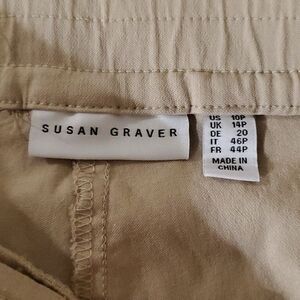 SUSAN GRAVER
US 10P
UK 14P
DE 20
IT 46P
FR 44P
MADE IN
CHINA